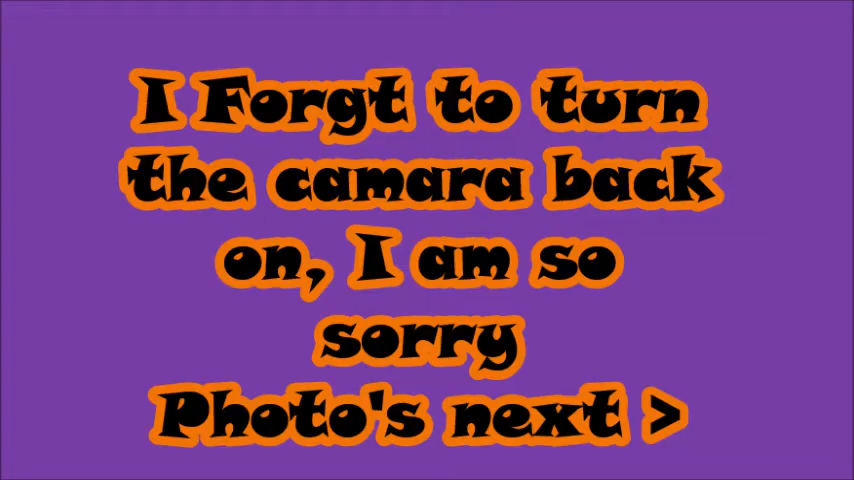 I Forgt to turn
the camara back
on, I am so
sorry
Photo's next >